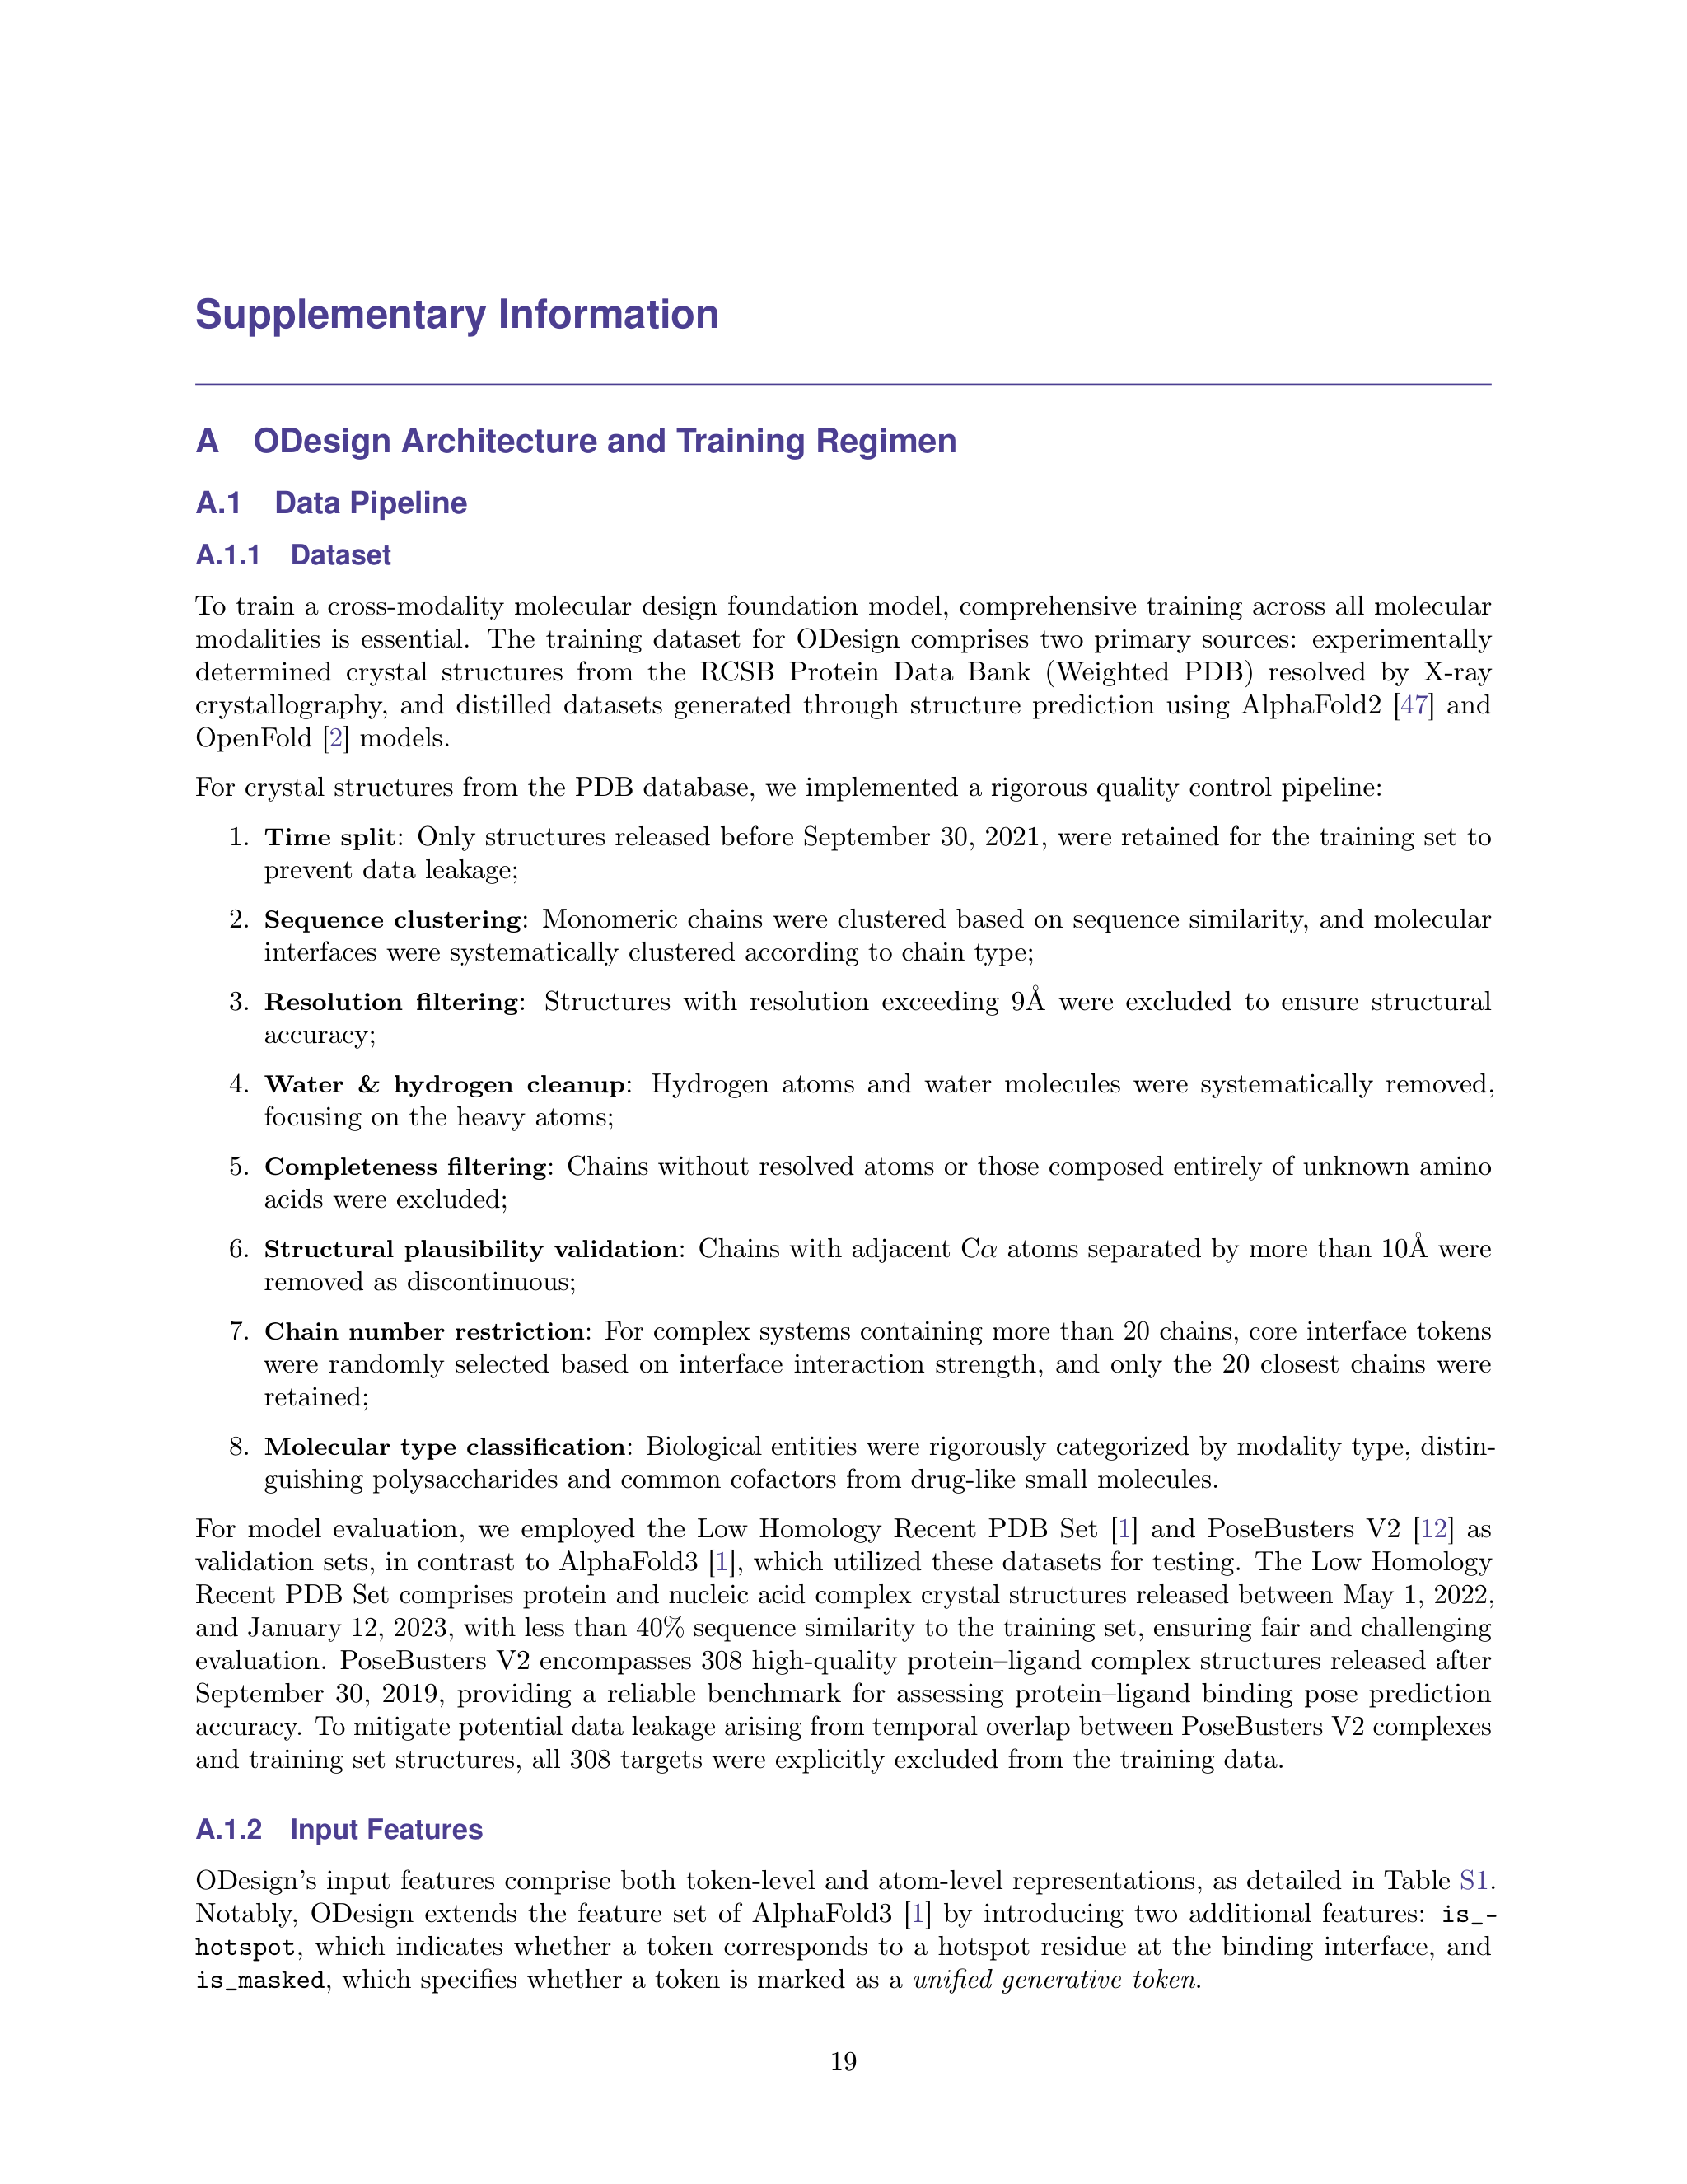 Supplementary Information
A ODesign Architecture and Training Regimen
A.1 Data Pipeline
A.1.1 Dataset
To train a cross-modality molecular design foundation model, comprehensive training across all molecular
modalities is essential. The training dataset for ODesign comprises two primary sources: experimentally
determined crystal structures from the RCSB Protein Data Bank (Weighted PDB) resolved by X-ray
crystallography, and distilled datasets generated through structure prediction using AlphaFold2 [47] and
OpenFold [2] models.
For crystal structures from the PDB database, we implemented a rigorous quality control pipeline:
1. Time split: Only structures released before September 30, 2021, were retained for the training set to
prevent data leakage;
2. Sequence clustering: Monomeric chains were clustered based on sequence similarity, and molecular
interfaces were systematically clustered according to chain type;
3. Resolution filtering: Structures with resolution exceeding 9Å were excluded to ensure structural
accuracy;
4. Water & hydrogen cleanup: Hydrogen atoms and water molecules were systematically removed,
focusing on the heavy atoms;
5. Completeness filtering: Chains without resolved atoms or those composed entirely of unknown amino
acids were excluded;
6. Structural plausibility validation: Chains with adjacent Cα atoms separated by more than 10Å were
removed as discontinuous;
7. Chain number restriction: For complex systems containing more than 20 chains, core interface tokens
were randomly selected based on interface interaction strength, and only the 20 closest chains were
retained;
8. Molecular type classification: Biological entities were rigorously categorized by modality type, distin-
guishing polysaccharides and common cofactors from drug-like small molecules.
For model evaluation, we employed the Low Homology Recent PDB Set [1] and PoseBusters V2 [12] as
validation sets, in contrast to AlphaFold3 [1], which utilized these datasets for testing. The Low Homology
Recent PDB Set comprises protein and nucleic acid complex crystal structures released between May 1, 2022,
and January 12, 2023, with less than 40% sequence similarity to the training set, ensuring fair and challenging
evaluation. PoseBusters V2 encompasses 308 high-quality protein–ligand complex structures released after
September 30, 2019, providing a reliable benchmark for assessing protein–ligand binding pose prediction
accuracy. To mitigate potential data leakage arising from temporal overlap between PoseBusters V2 complexes
and training set structures, all 308 targets were explicitly excluded from the training data.
A.1.2 Input Features
ODesign's input features comprise both token-level and atom-level representations, as detailed in Table S1.
Notably, ODesign extends the feature set of AlphaFold3 [1] by introducing two additional features: is_-
hotspot, which indicates whether a token corresponds to a hotspot residue at the binding interface, and
is_masked, which specifies whether a token is marked as a unified generative token.
19